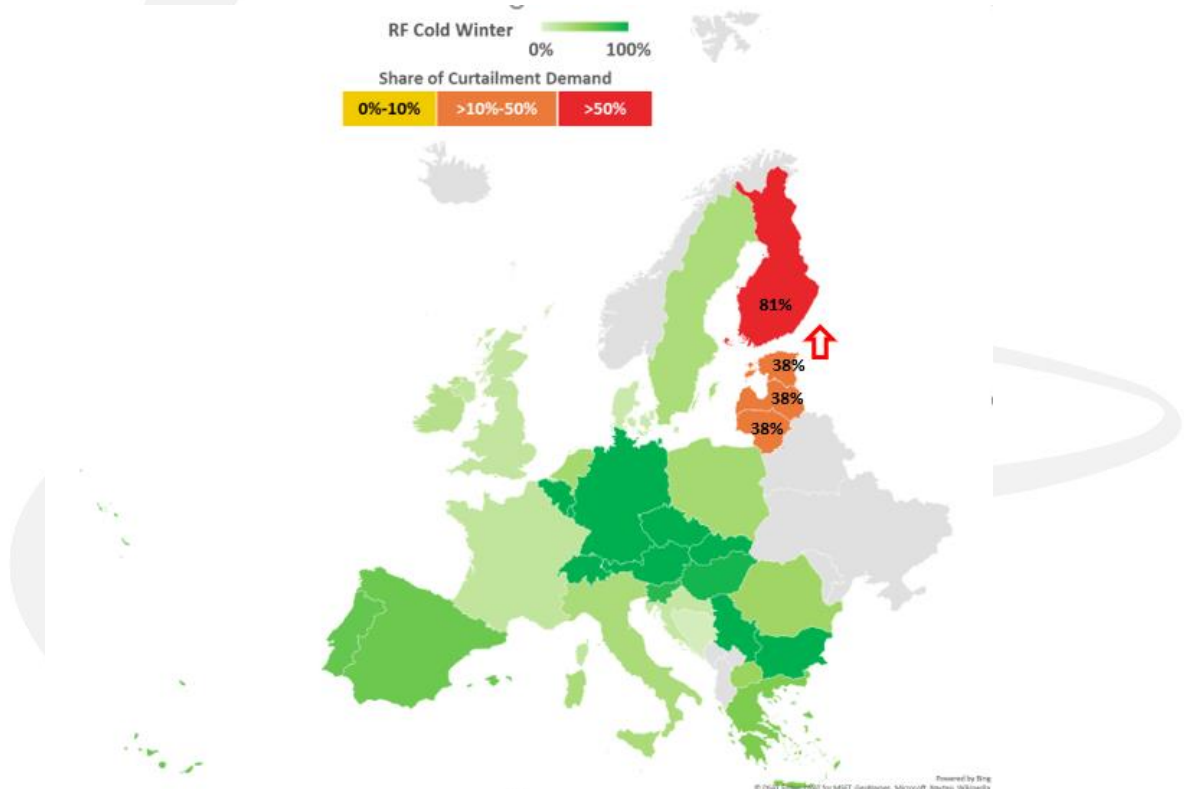 RF Cold Winter
0% 100%
Share of Curtailment Demand
0%-10% >10%-50% >50%
81%
38%
38%
38%
Powered by Bing